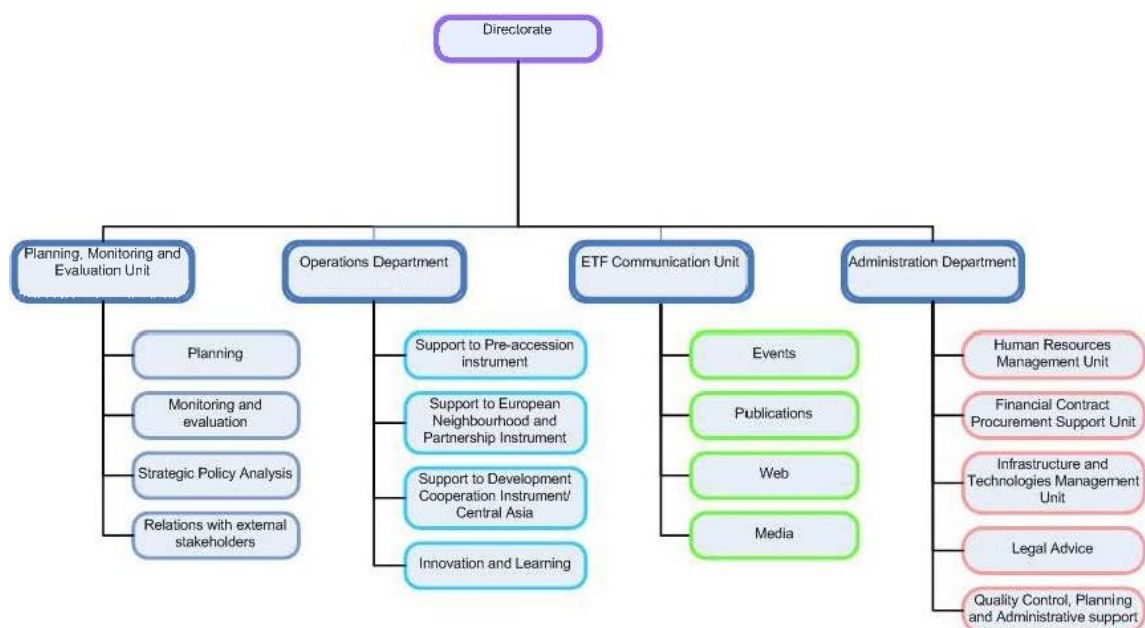 Directorate
Planning, Monitoring and
Evaluation Unit
Operations Department
ETF Communication Unit
Administration Department
Planning
Monitoring and
evaluation
Strategic Policy Analysis
Relations with external
stakeholders
Support to Pre-accession
instrument
Support to European
Neighbourhood and
Partnership Instrument
Support to Development
Cooperation Instrument/
Central Asia
Innovation and Learning
Events
Publications
Web
Media
Human Resources
Management Unit
Financial Contract
Procurement Support Unit
Infrastructure and
Technologies Management
Unit
Legal Advice
Quality Control, Planning
and Administrative support